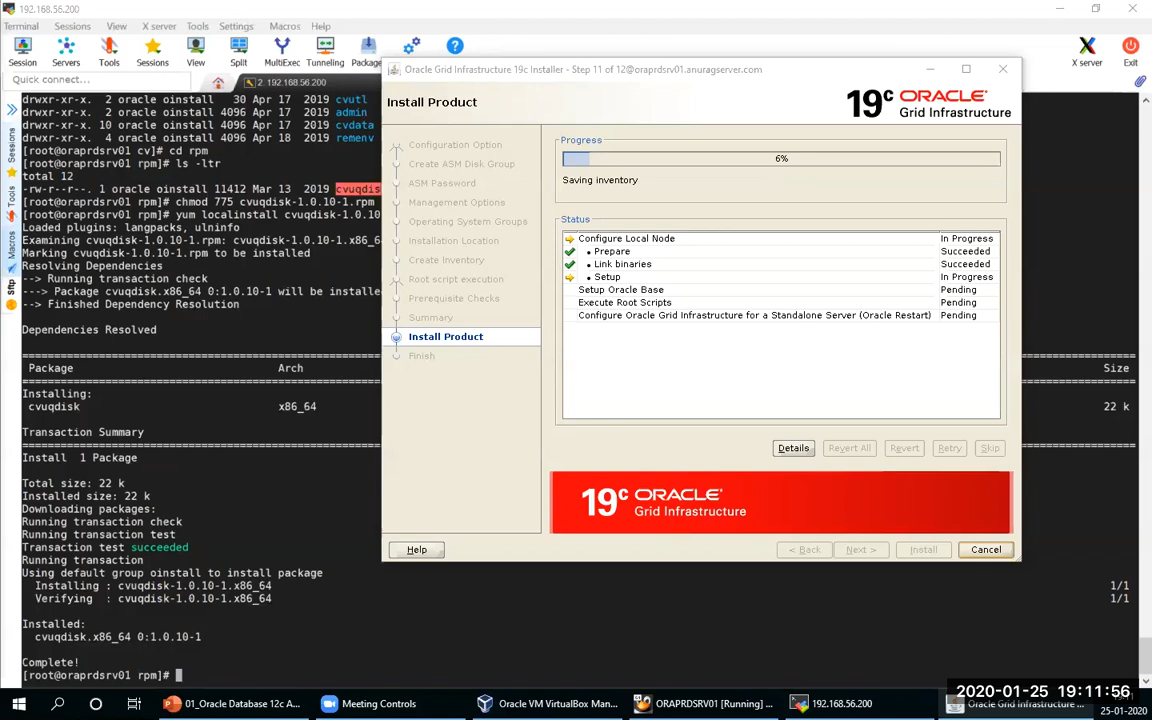 192.168.56.200
Terminal Sessions View X server Tools Settings Macros Help
Session Servers Tools Sessions View Split MultiExec Tunneling Package X server Exit
Quick connect...
2. 192.168.56.200
Sessions
Tools
Macros
Sftp
drwxr-xr-x. 2 oracle oinstall 30 Apr 17 2019 cvutl
drwxr-xr-x. 2 oracle oinstall 4096 Apr 17 2019 admin
drwxr-xr-x. 10 oracle oinstall 4096 Apr 17 2019 cvdata
drwxr-xr-x. 4 oracle oinstall 4096 Apr 18 2019 remenv
[root@oraprdsrv01 cv]# cd rpm
[root@oraprdsrv01 rpm]# ls -ltr
total 12
-rw-r--r--. 1 oracle oinstall 11412 Mar 13 2019 cvuqdis
[root@oraprdsrv01 rpm]# chmod 775 cvuqdisk-1.0.10-1.rpm
[root@oraprdsrv01 rpm]# yum localinstall cvuqdisk-1.0.10
Loaded plugins: langpacks, ulninfo
Examining cvuqdisk-1.0.10-1.rpm: cvuqdisk-1.0.10-1.x86_6
Marking cvuqdisk-1.0.10-1.rpm to be installed
Resolving Dependencies
--> Running transaction check
---> Package cvuqdisk.x86_64 0:1.0.10-1 will be installe
--> Finished Dependency Resolution
Dependencies Resolved
Package Arch Size
Installing:
cvuqdisk x86_64 22 k
Transaction Summary
Install 1 Package
Total size: 22 k
Installed size: 22 k
Downloading packages:
Running transaction check
Running transaction test
Transaction test succeeded
Running transaction
Using default group oinstall to install package
Installing : cvuqdisk-1.0.10-1.x86_64 1/1
Verifying : cvuqdisk-1.0.10-1.x86_64 1/1
Installed:
cvuqdisk.x86_64 0:1.0.10-1
Complete!
[root@oraprdsrv01 rpm]#
Oracle Grid Infrastructure 19c Installer - Step 11 of 12@oraprdsrv01.anuragserver.com
Install Product
19c ORACLE
Grid Infrastructure
Configuration Option
Create ASM Disk Group
ASM Password
Management Options
Operating System Groups
Installation Location
Create Inventory
Root script execution
Prerequisite Checks
Summary
Install Product
Finish
Progress
6%
Saving inventory
Status
Configure Local Node In Progress
• Prepare Succeeded
• Link binaries Succeeded
• Setup In Progress
Setup Oracle Base Pending
Execute Root Scripts Pending
Configure Oracle Grid Infrastructure for a Standalone Server (Oracle Restart) Pending
Details Revert All Revert Retry Skip
19c ORACLE
Grid Infrastructure
Help < Back Next > Install Cancel
01_Oracle Database 12c A... Meeting Controls Oracle VM VirtualBox Man... ORAPRDSRV01 [Running] ... 192.168.56.200 Oracle Grid Infrastructure ...
2020-01-25 19:11:56
25-01-2020